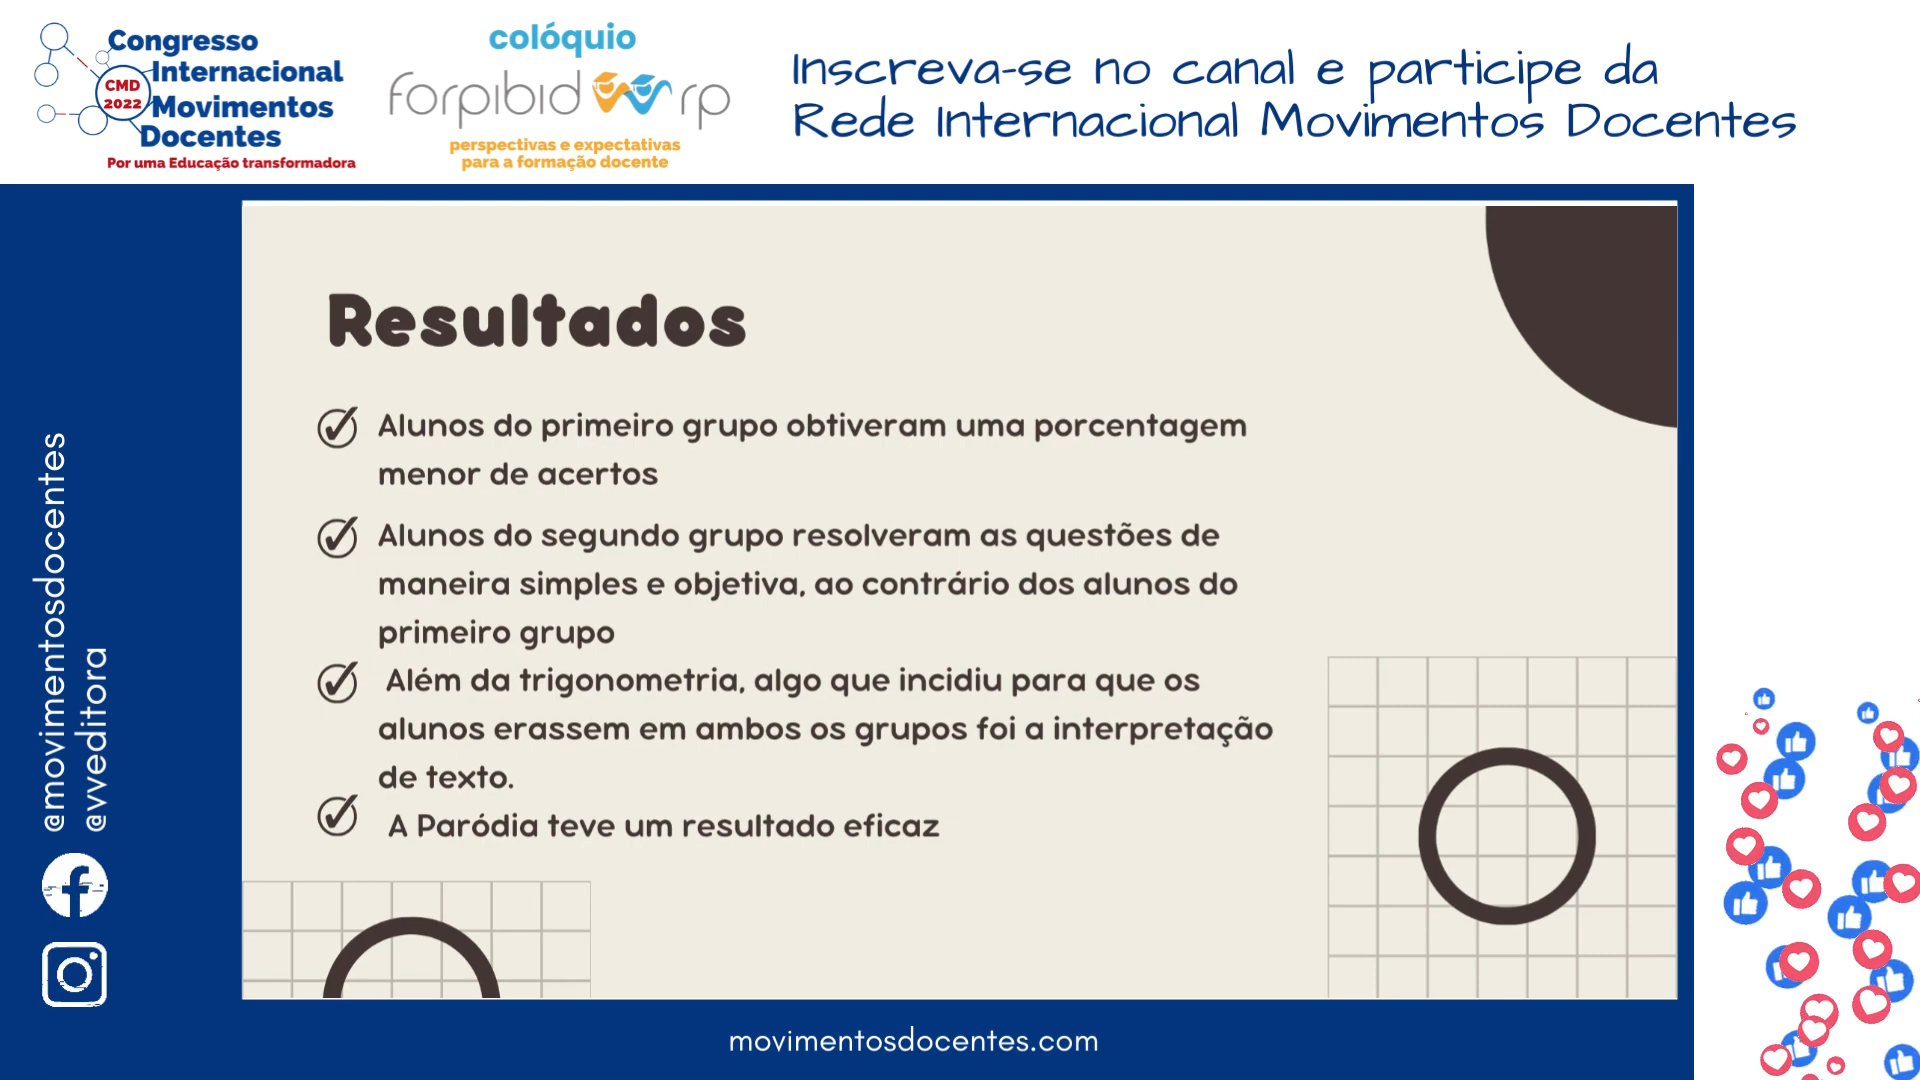 Congresso
Internacional
Movimentos
Docentes
CMD
2022
Por uma Educação transformadora
colóquio
forpibid rp
perspectivas e expectativas
para a formação docente
Inscreva-se no canal e participe da
Rede Internacional Movimentos Docentes
Resultados
Alunos do primeiro grupo obtiveram uma porcentagem
menor de acertos
Alunos do segundo grupo resolveram as questões de
maneira simples e objetiva, ao contrário dos alunos do
primeiro grupo
Além da trigonometria, algo que incidiu para que os
alunos erassem em ambos os grupos foi a interpretação
de texto.
A Paródia teve um resultado eficaz
@movimentosdocentes
@vveditora
movimentosdocentes.com